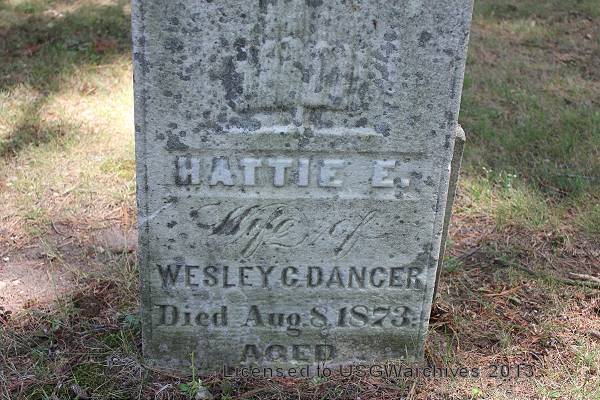 HATTIE E.
Wife of
WESLEY C. DANCER
Died Aug. 8, 1873.
AGED
Licensed to USGWarchives 2013